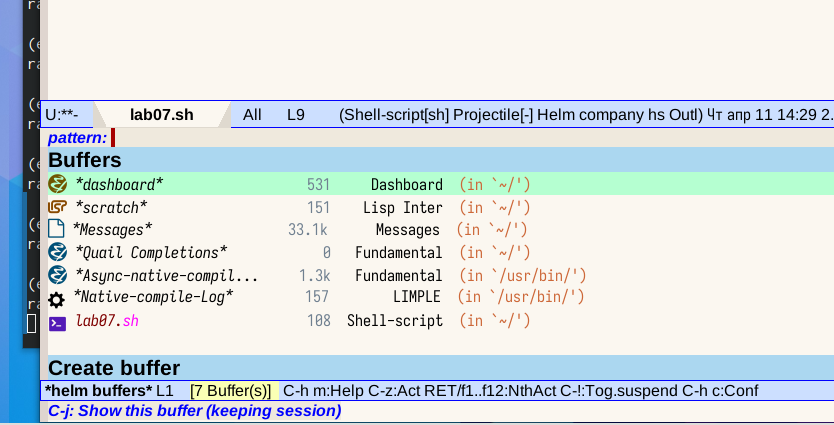 ra
(e
ra
(e
ra
(e
ra
(e
ra
(e
ra
U:**- lab07.sh All L9 (Shell-script[sh] Projectile[-] Helm company hs Outl) Чт апр 11 14:29 2.
pattern:
Buffers
*dashboard* 531 Dashboard (in `~/')
*scratch* 151 Lisp Inter (in `~/')
*Messages* 33.1k Messages (in `~/')
*Quail Completions* 0 Fundamental (in `~/')
*Async-native-compil... 1.3k Fundamental (in `/usr/bin/')
*Native-compile-Log* 157 LIMPLE (in `/usr/bin/')
lab07.sh 108 Shell-script (in `~/')
Create buffer
*helm buffers* L1 [7 Buffer(s)] C-h m:Help C-z:Act RET/f1..f12:NthAct C-!:Tog.suspend C-h c:Conf
C-j: Show this buffer (keeping session)